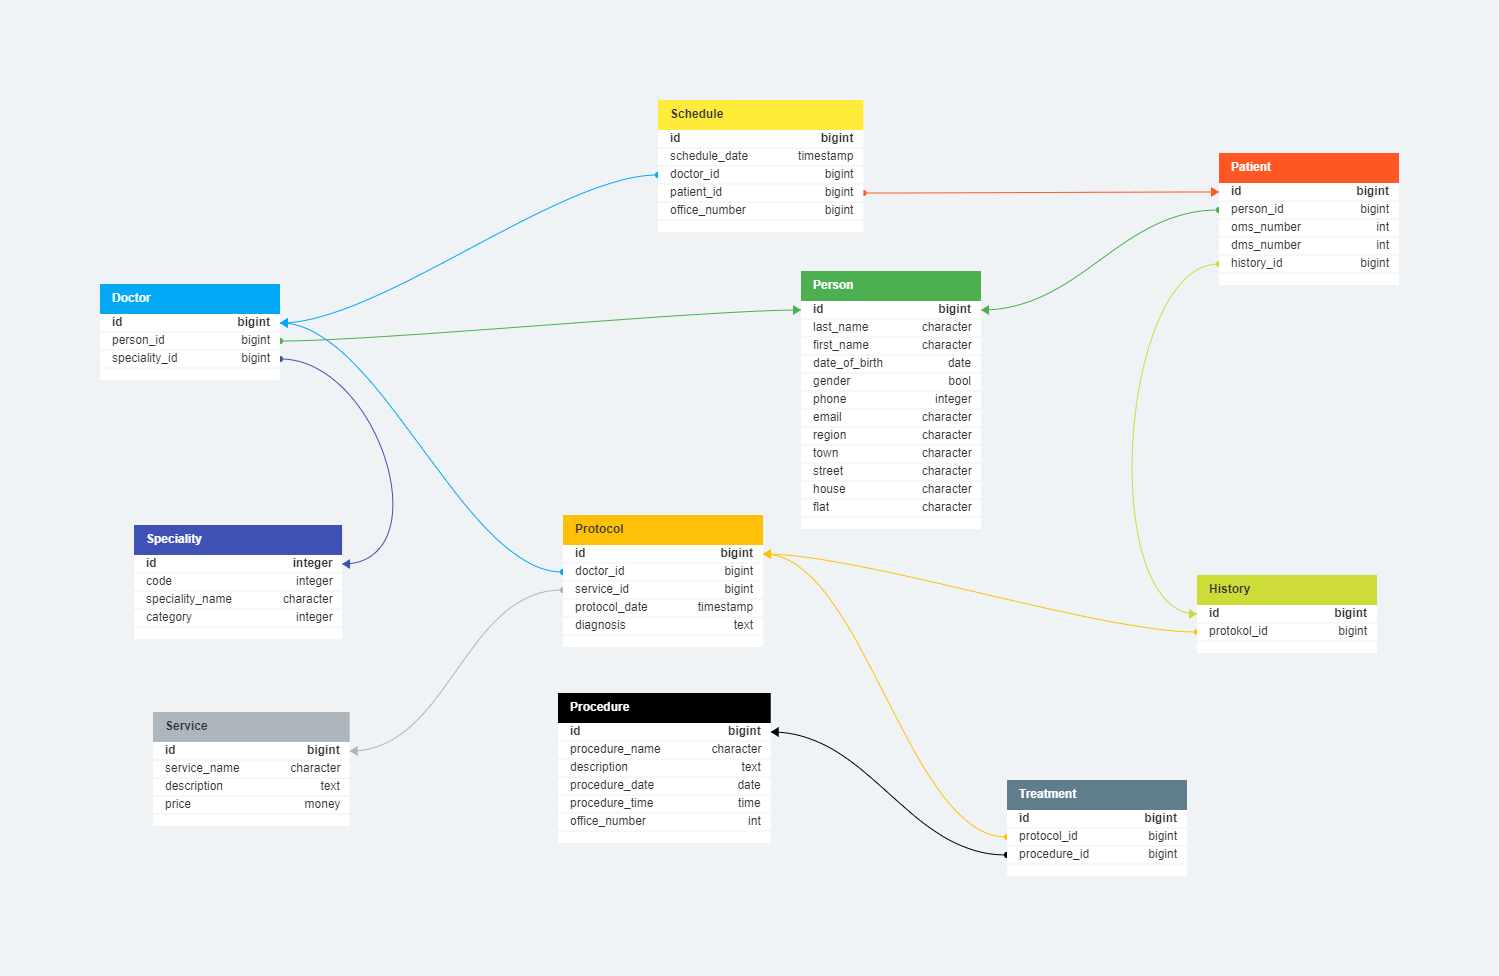 Schedule
id bigint
schedule_date timestamp
doctor_id bigint
patient_id bigint
office_number bigint
Patient
id bigint
person_id bigint
oms_number int
dms_number int
history_id bigint
Doctor
id bigint
person_id bigint
speciality_id bigint
Person
id bigint
last_name character
first_name character
date_of_birth date
gender bool
phone integer
email character
region character
town character
street character
house character
flat character
Speciality
id integer
code integer
speciality_name character
category integer
Protocol
id bigint
doctor_id bigint
service_id bigint
protocol_date timestamp
diagnosis text
History
id bigint
protokol_id bigint
Service
id bigint
service_name character
description text
price money
Procedure
id bigint
procedure_name character
description text
procedure_date date
procedure_time time
office_number int
Treatment
id bigint
protocol_id bigint
procedure_id bigint